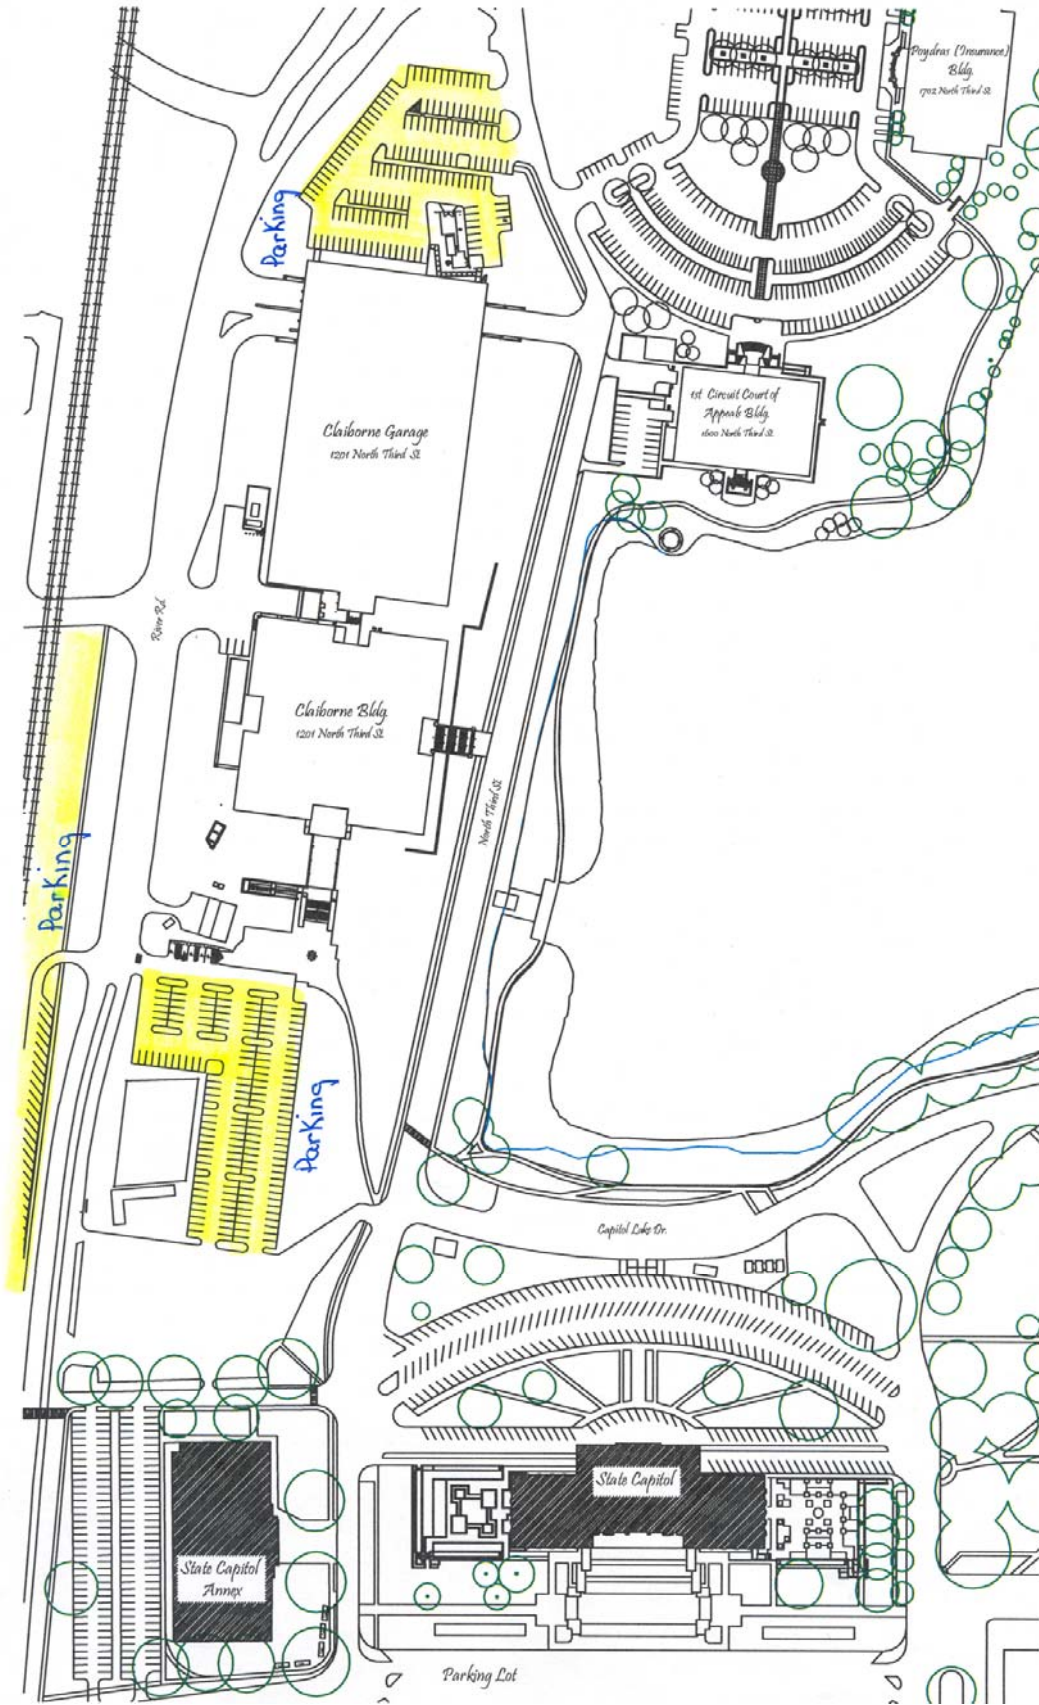 Poydras (Insurance)
Bldg.
1702 North Third St.
Parking
1st Circuit Court of
Appeals Bldg.
1600 North Third St.
Claiborne Garage
1201 North Third St.
River Rd.
Claiborne Bldg.
1201 North Third St.
North Third St.
Parking
Parking
Capitol Lake Dr.
State Capitol
State Capitol
Annex
Parking Lot